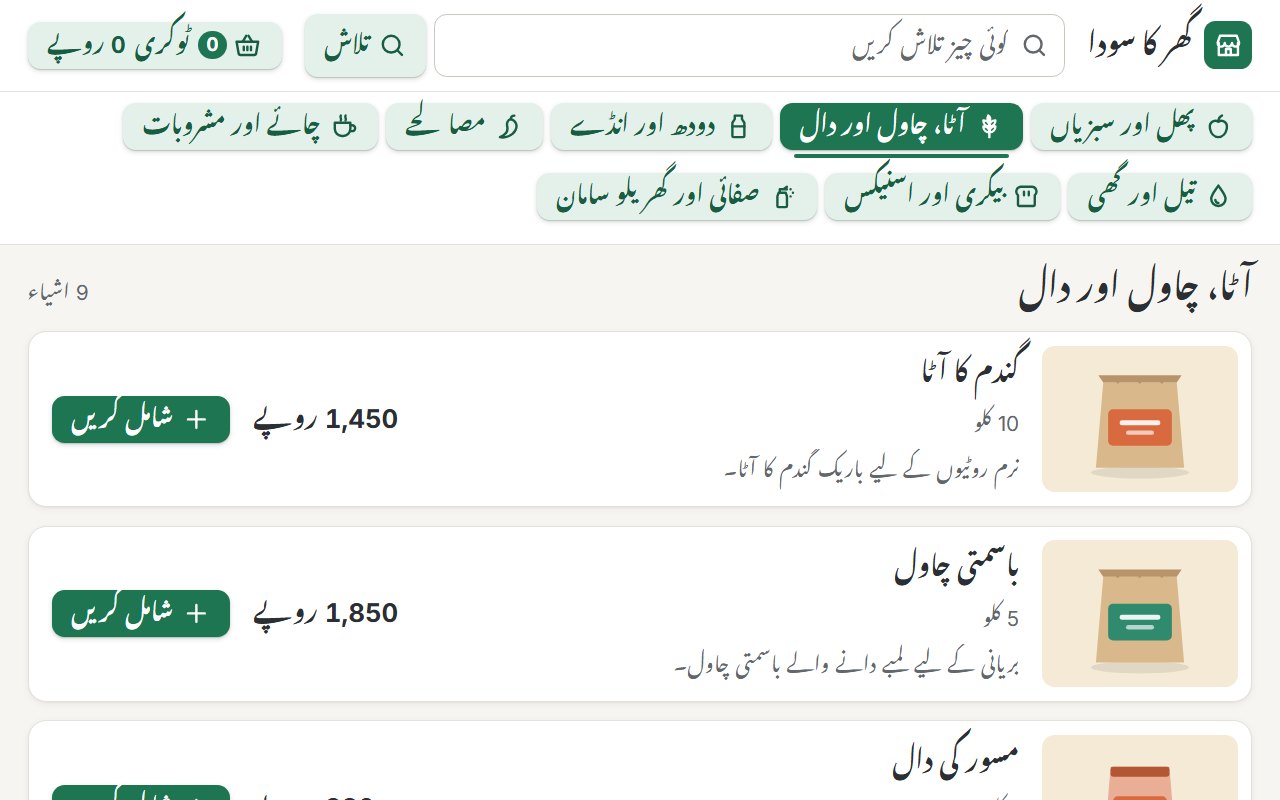 گھر کا سودا
کوئی چیز تلاش کریں
تلاش
ٹوکری 0 0 روپے
پھل اور سبزیاں
آٹا، چاول اور دال
دودھ اور انڈے
مصالحے
چائے اور مشروبات
تیل اور گھی
بیکری اور اسنیکس
صفائی اور گھریلو سامان
آٹا، چاول اور دال
9 اشیاء
گندم کا آٹا
10 کلو
نرم روٹیوں کے لیے باریک گندم کا آٹا۔
1,450 روپے
شامل کریں
باسمتی چاول
5 کلو
بریانی کے لیے لمبے دانے والے باسمتی چاول۔
1,850 روپے
شامل کریں
مسور کی دال